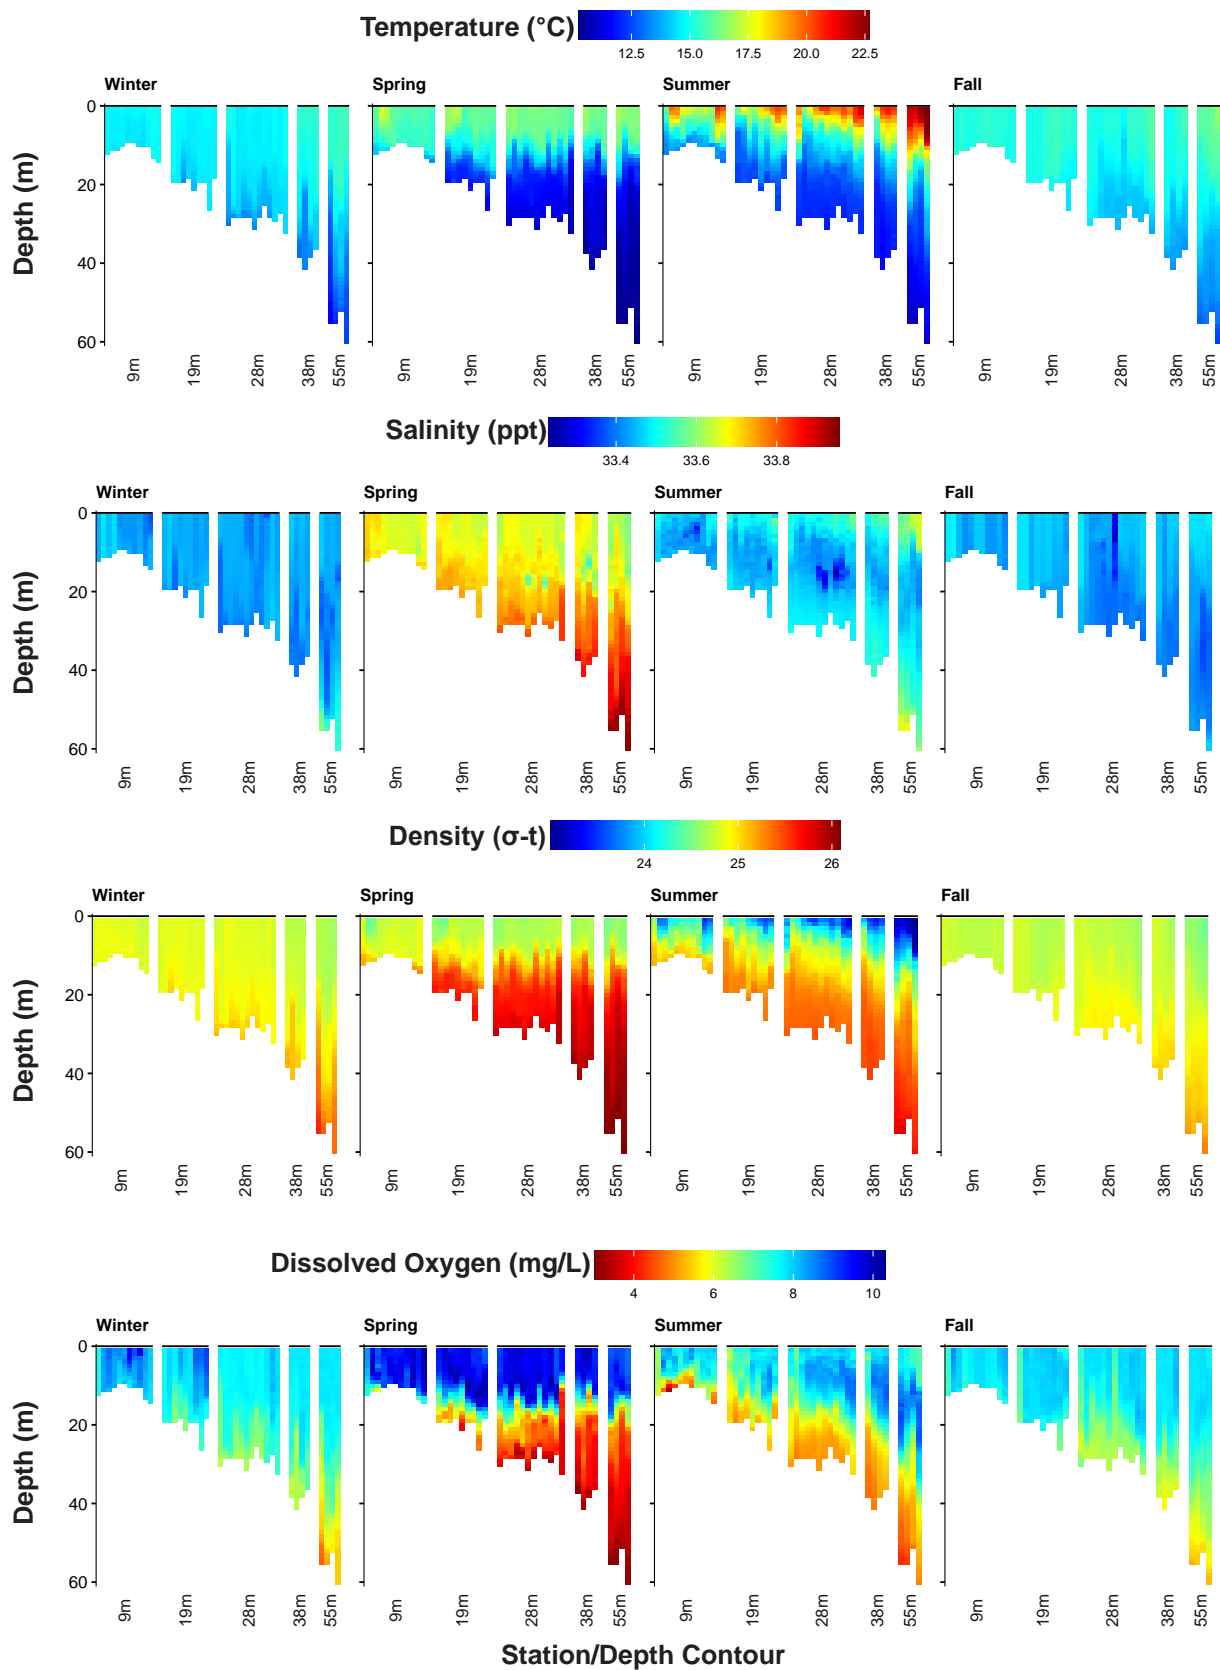 Temperature (°C)
12.5 15.0 17.5 20.0 22.5
Winter Spring Summer Fall
0
20
40
60
Depth (m)
9m 19m 28m 38m 55m 9m 19m 28m 38m 55m 9m 19m 28m 38m 55m 9m 19m 28m 38m 55m
Salinity (ppt)
33.4 33.6 33.8
Winter Spring Summer Fall
0
20
40
60
Depth (m)
9m 19m 28m 38m 55m 9m 19m 28m 38m 55m 9m 19m 28m 38m 55m 9m 19m 28m 38m 55m
Density (σ-t)
24 25 26
Winter Spring Summer Fall
0
20
40
60
Depth (m)
9m 19m 28m 38m 55m 9m 19m 28m 38m 55m 9m 19m 28m 38m 55m 9m 19m 28m 38m 55m
Dissolved Oxygen (mg/L)
4 6 8 10
Winter Spring Summer Fall
0
20
40
60
Depth (m)
9m 19m 28m 38m 55m 9m 19m 28m 38m 55m 9m 19m 28m 38m 55m 9m 19m 28m 38m 55m
Station/Depth Contour